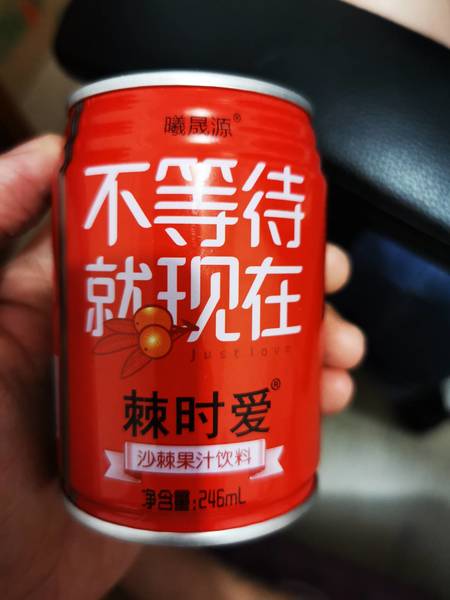 曦晟源®
不等待
就现在
just love
棘时爱®
沙棘果汁饮料
净含量:246mL